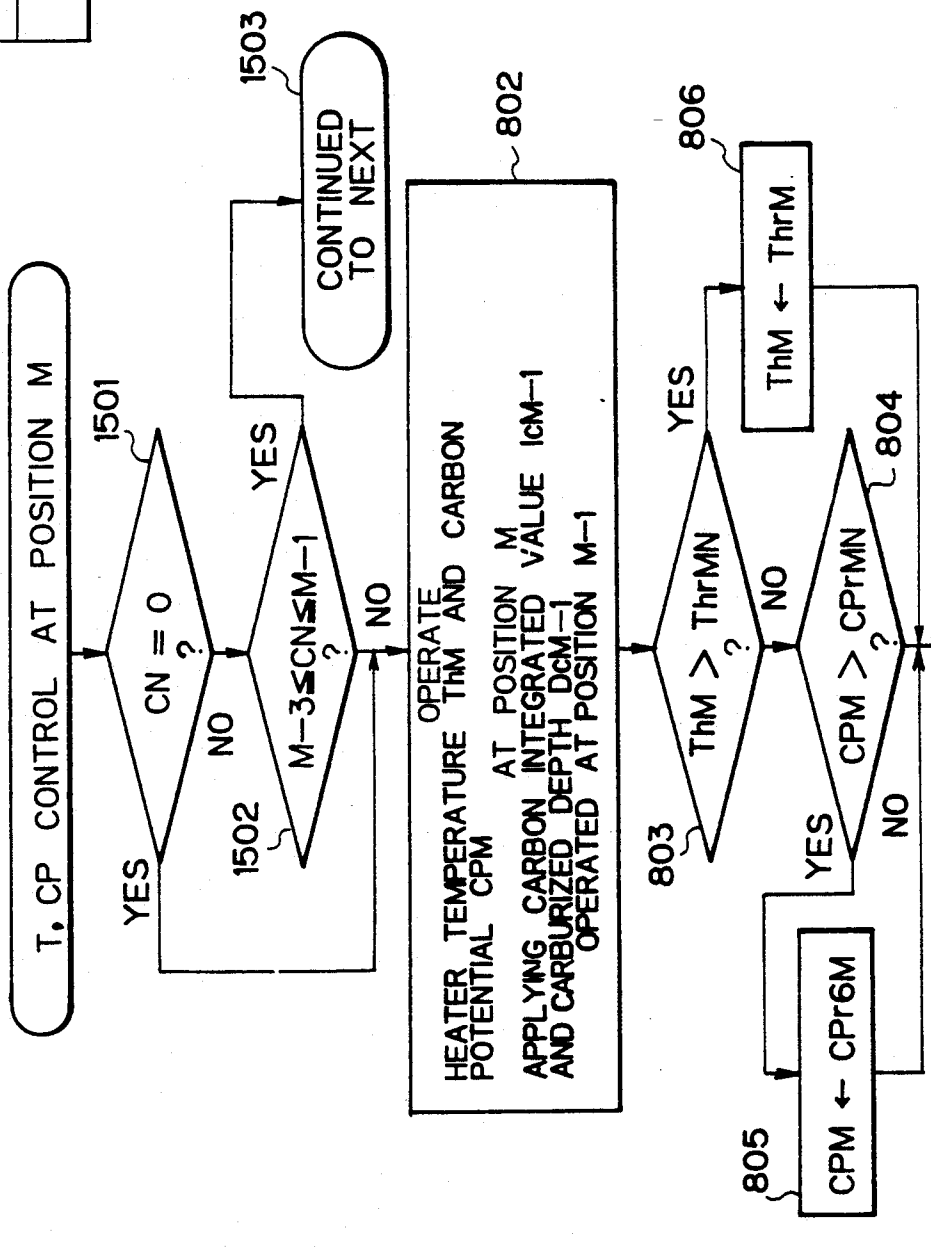 T, CP CONTROL AT POSITION M
1501
CN = 0
?
YES
NO
1502
M-3≦CN≦M-1
?
YES
NO
1503
CONTINUED
TO NEXT
802
OPERATE
HEATER TEMPERATURE ThM AND CARBON
POTENTIAL CPM
AT POSITION M
APPLYING CARBON INTEGRATED VALUE IcM-1
AND CARBURIZED DEPTH DcM-1
OPERATED AT POSITION M-1
803
ThM > ThrMN
?
YES
NO
806
ThM ← ThrM
804
CPM > CPrMN
?
YES
NO
805
CPM ← CPr6M